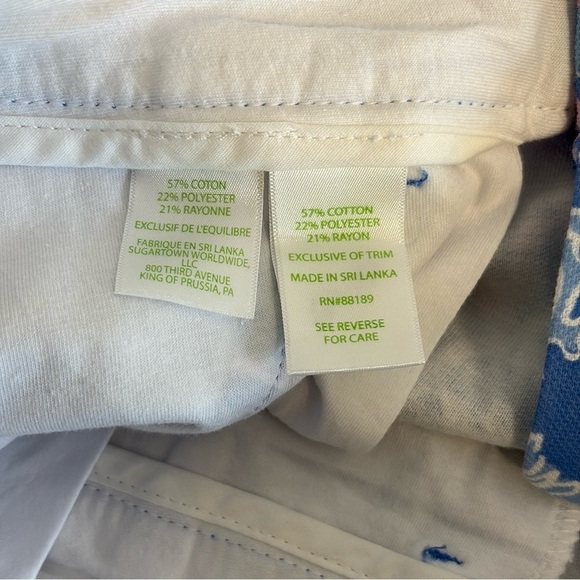 57% COTON
22% POLYESTER
21% RAYONNE
EXCLUSIF DE L'EQUILIBRE
FABRIQUE EN SRI LANKA
SUGARTOWN WORLDWIDE,
LLC
800 THIRD AVENUE
KING OF PRUSSIA, PA
57% COTTON
22% POLYESTER
21% RAYON
EXCLUSIVE OF TRIM
MADE IN SRI LANKA
RN#88189
SEE REVERSE
FOR CARE